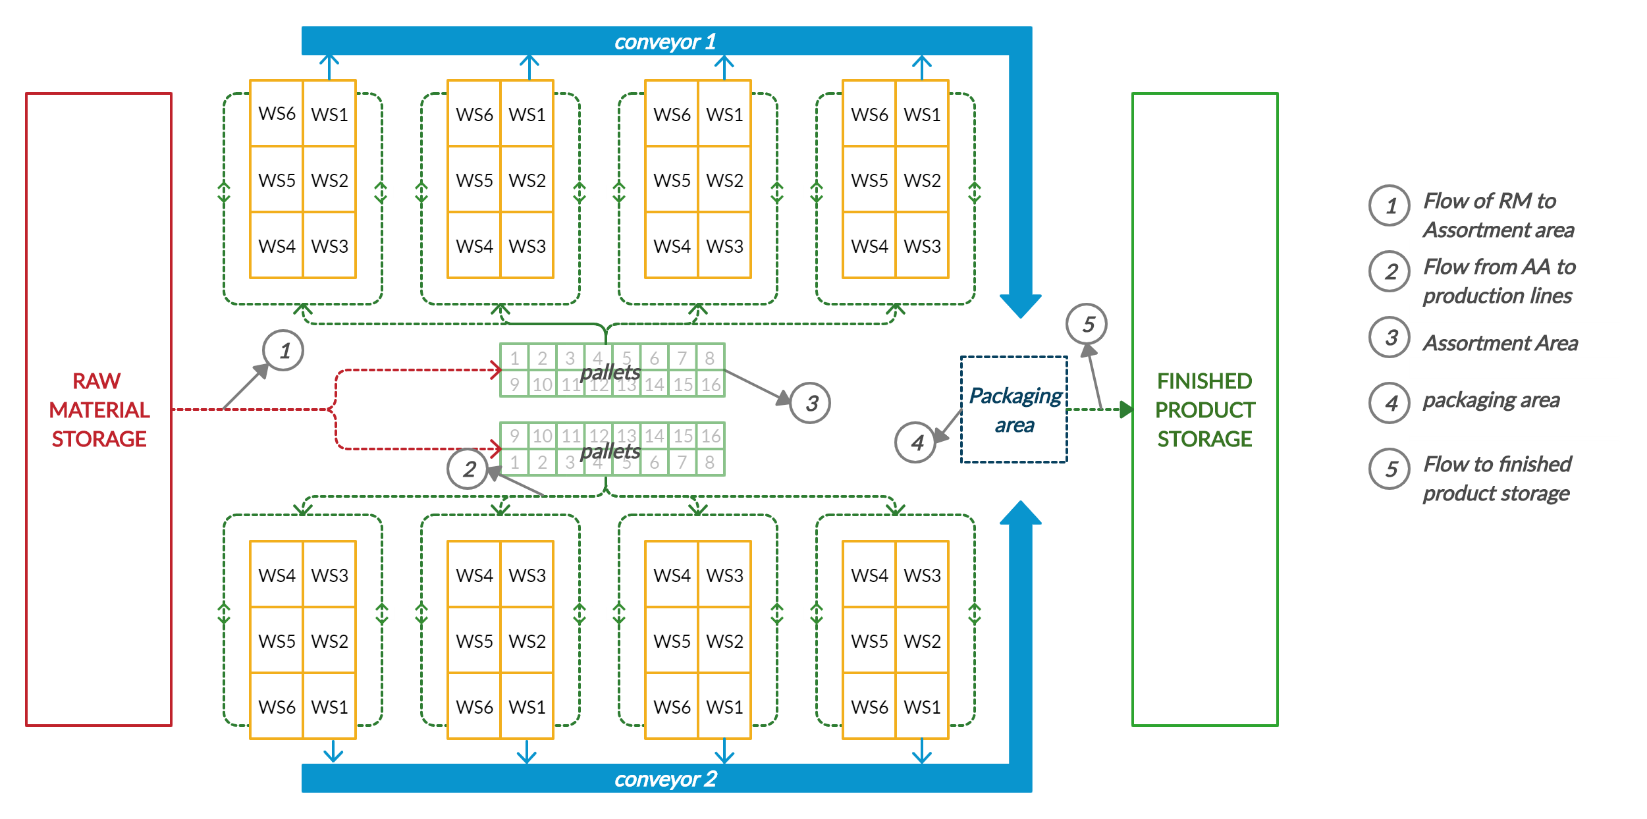 conveyor 1
WS6 WS1 WS6 WS1 WS6 WS1 WS6 WS1
WS5 WS2 WS5 WS2 WS5 WS2 WS5 WS2
WS4 WS3 WS4 WS3 WS4 WS3 WS4 WS3
RAW
MATERIAL
STORAGE
1
1 2 3 4 5 6 7 8
pallets
9 10 11 12 13 14 15 16
3
9 10 11 12 13 14 15 16
pallets
1 2 3 4 5 6 7 8
2
4
Packaging
area
5
FINISHED
PRODUCT
STORAGE
WS4 WS3 WS4 WS3 WS4 WS3 WS4 WS3
WS5 WS2 WS5 WS2 WS5 WS2 WS5 WS2
WS6 WS1 WS6 WS1 WS6 WS1 WS6 WS1
conveyor 2
1 Flow of RM to
Assortment area
2 Flow from AA to
production lines
3 Assortment Area
4 packaging area
5 Flow to finished
product storage